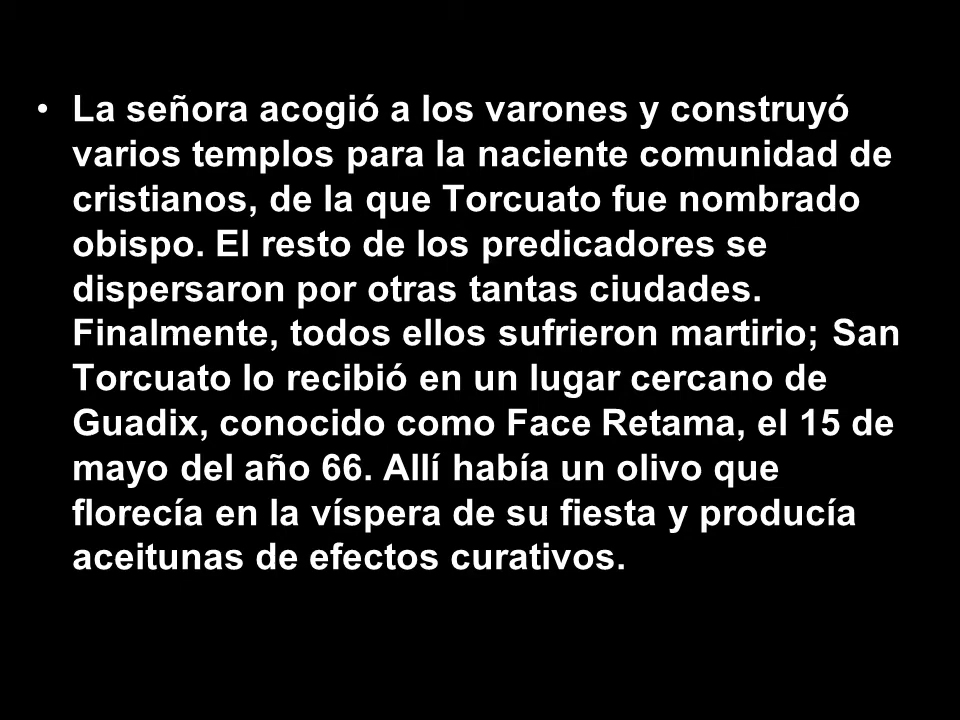 • La señora acogió a los varones y construyó
varios templos para la naciente comunidad de
cristianos, de la que Torcuato fue nombrado
obispo. El resto de los predicadores se
dispersaron por otras tantas ciudades.
Finalmente, todos ellos sufrieron martirio; San
Torcuato lo recibió en un lugar cercano de
Guadix, conocido como Face Retama, el 15 de
mayo del año 66. Allí había un olivo que
florecía en la víspera de su fiesta y producía
aceitunas de efectos curativos.